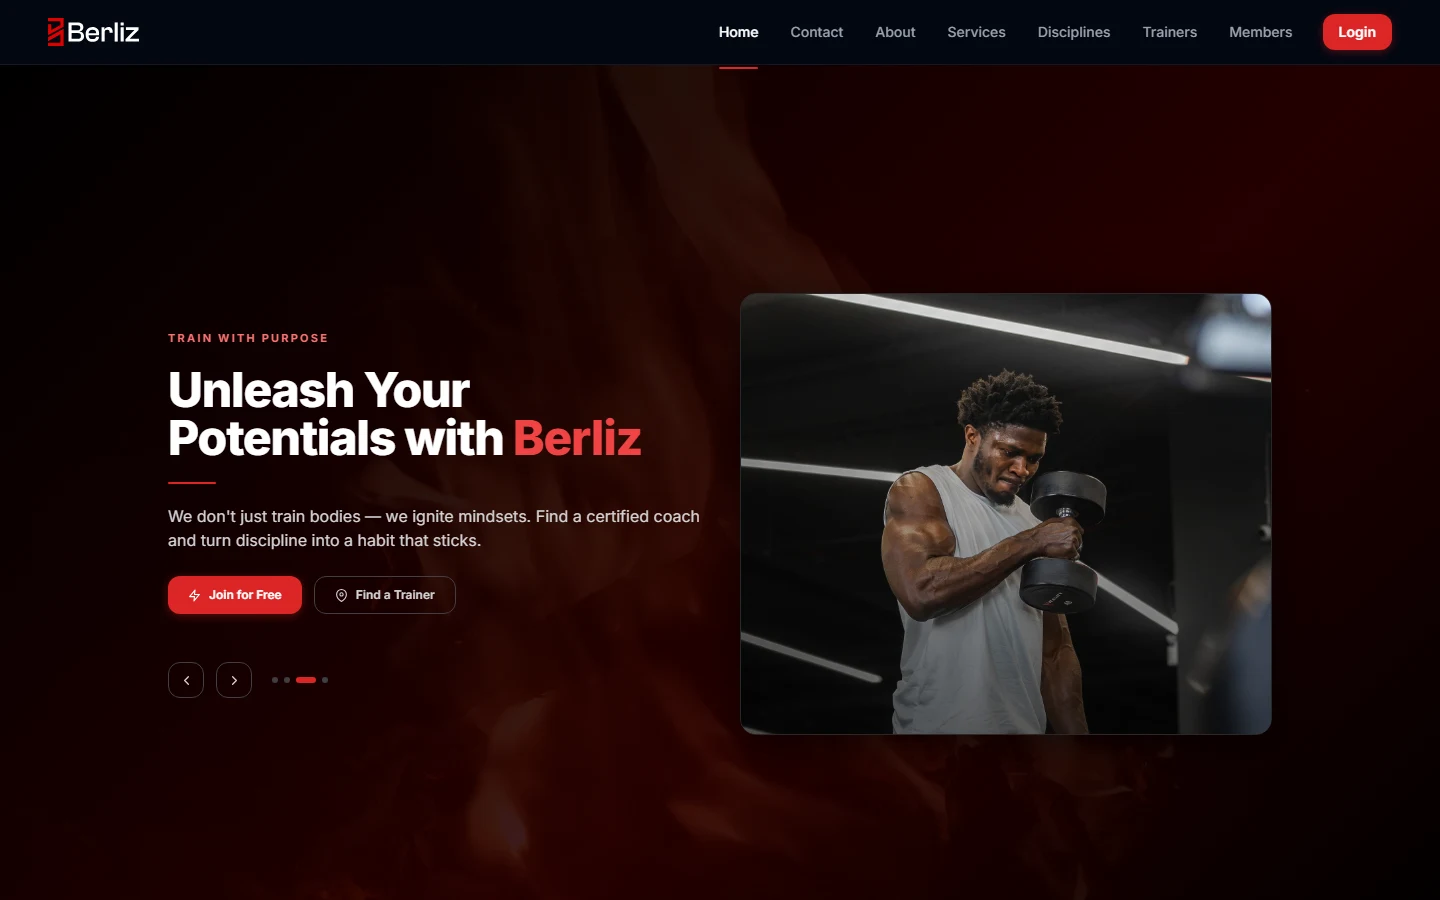 Berliz
Home
Contact
About
Services
Disciplines
Trainers
Members
Login
TRAIN WITH PURPOSE
Unleash Your
Potentials with Berliz
We don't just train bodies — we ignite mindsets. Find a certified coach
and turn discipline into a habit that sticks.
Join for Free
Find a Trainer